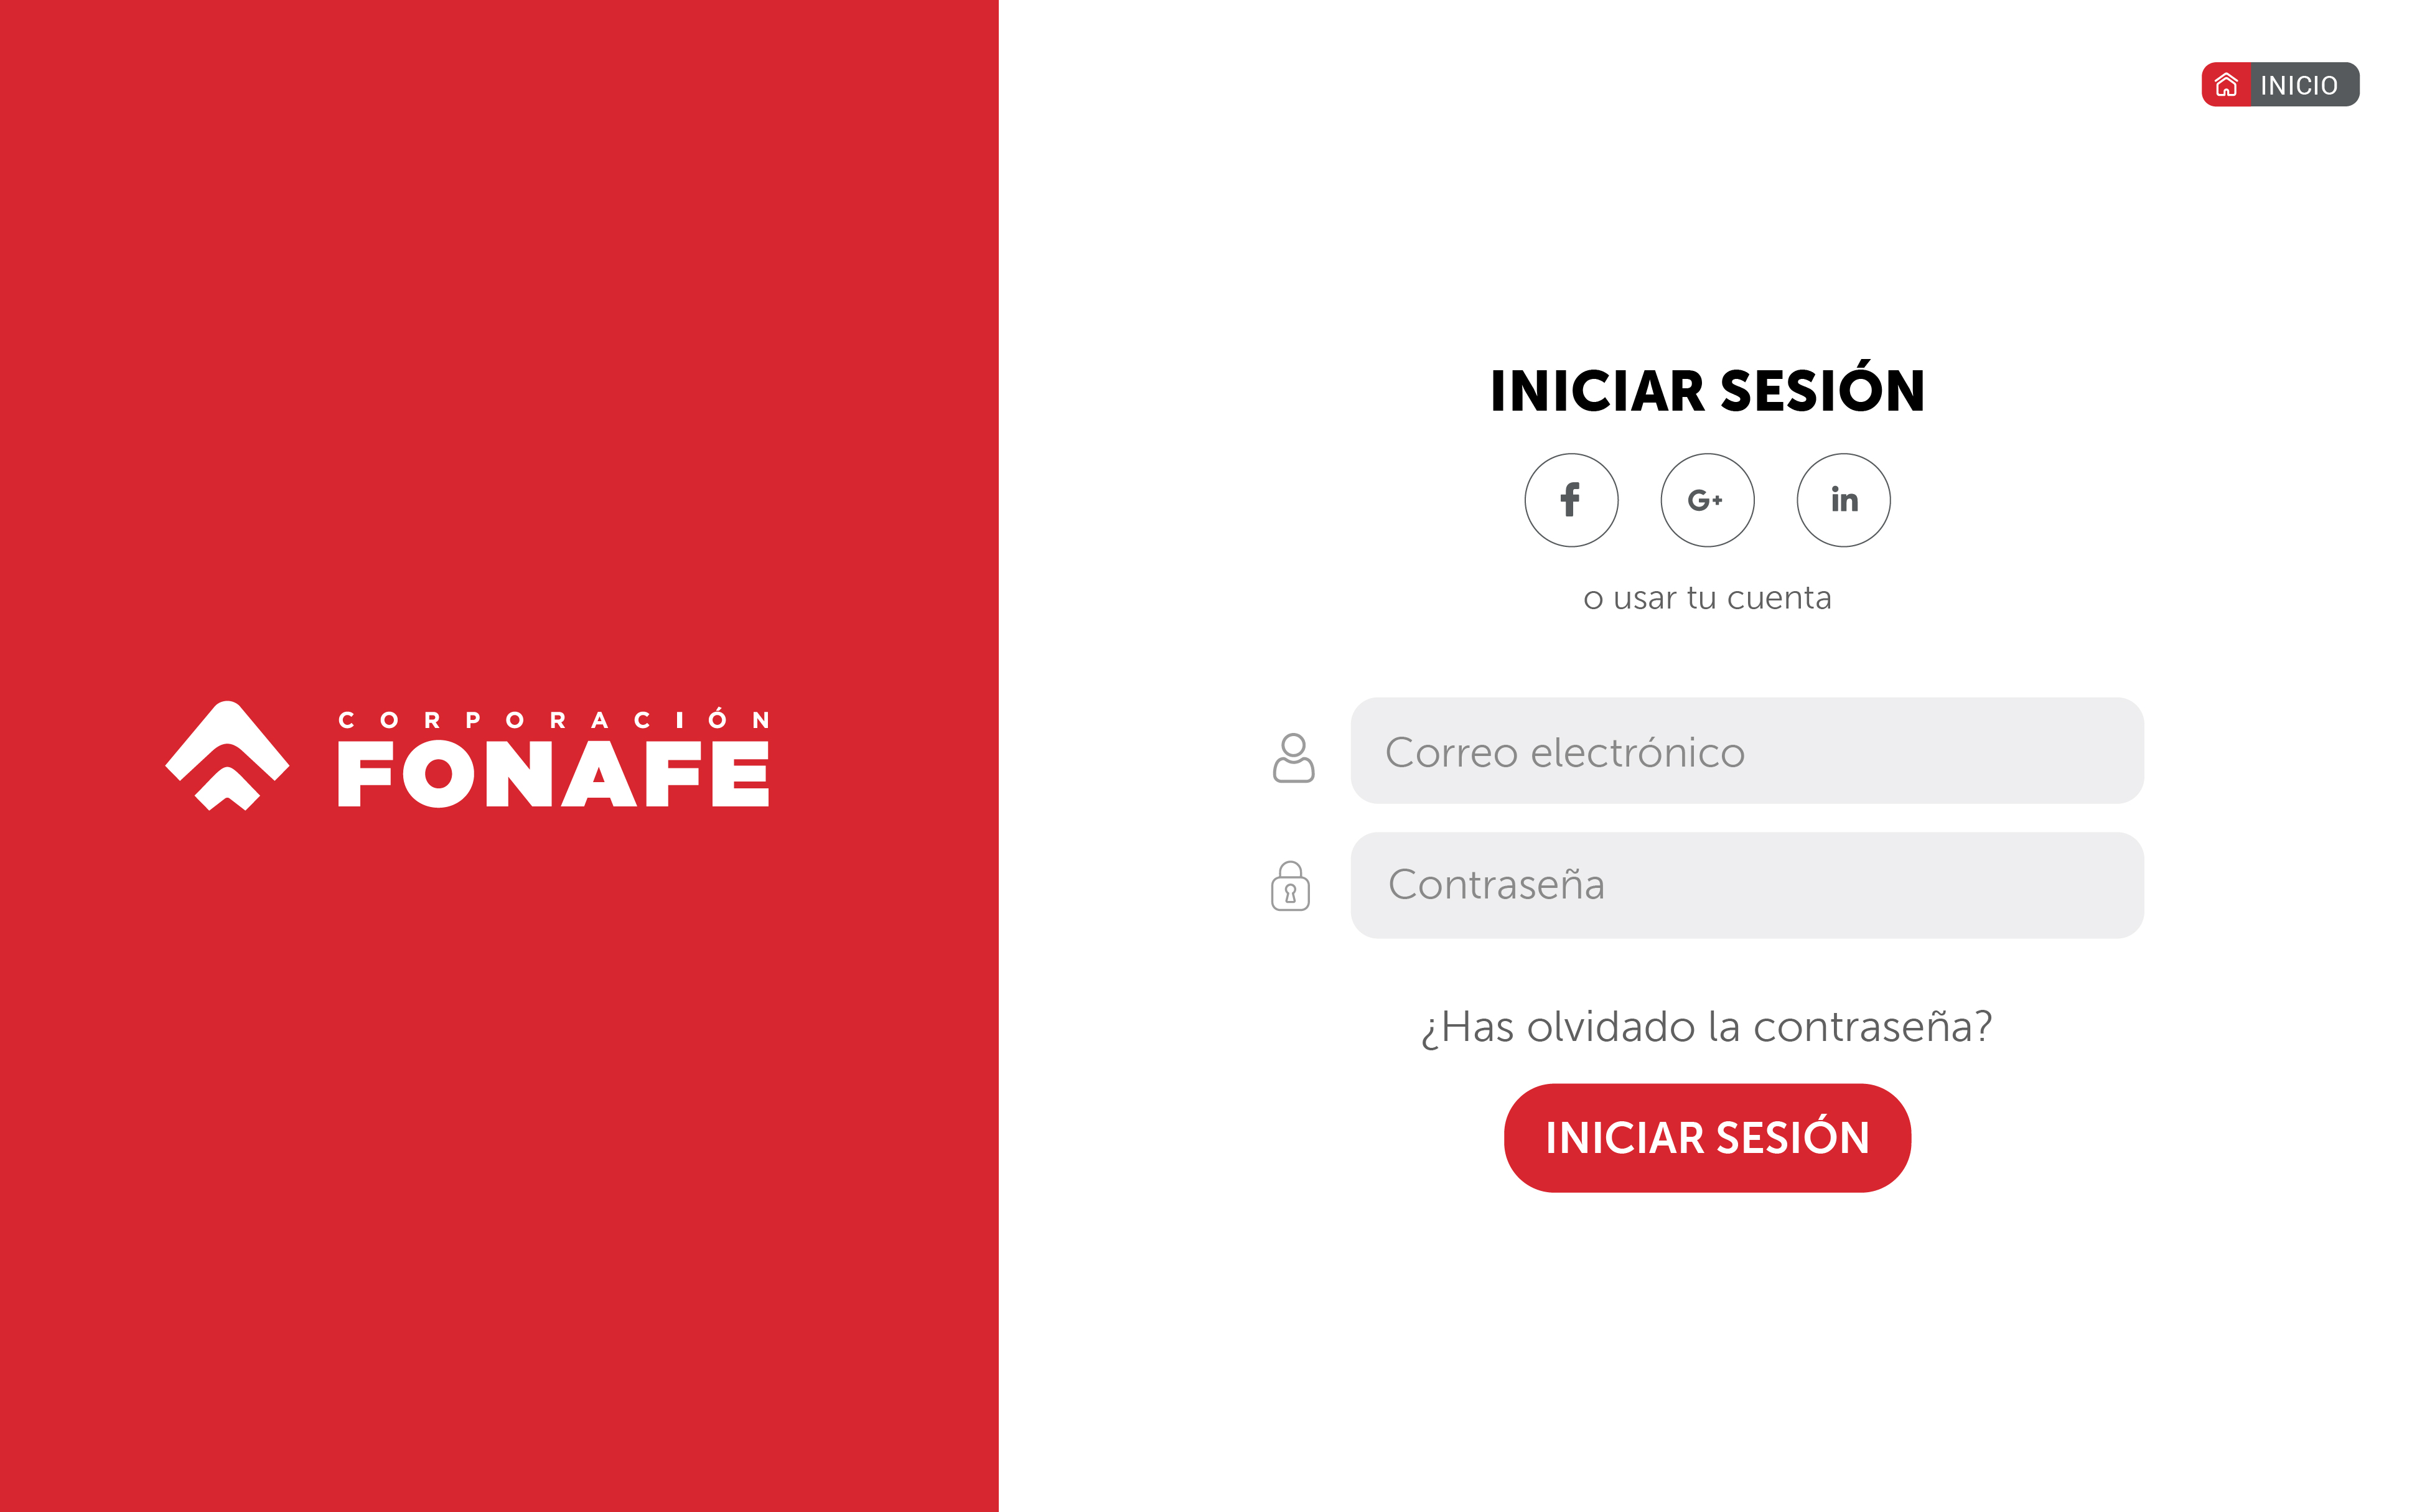 INICIO
CORPORACIÓN
FONAFE
INICIAR SESIÓN
f
G+
in
o usar tu cuenta
Correo electrónico
Contraseña
¿Has olvidado la contraseña?
INICIAR SESIÓN